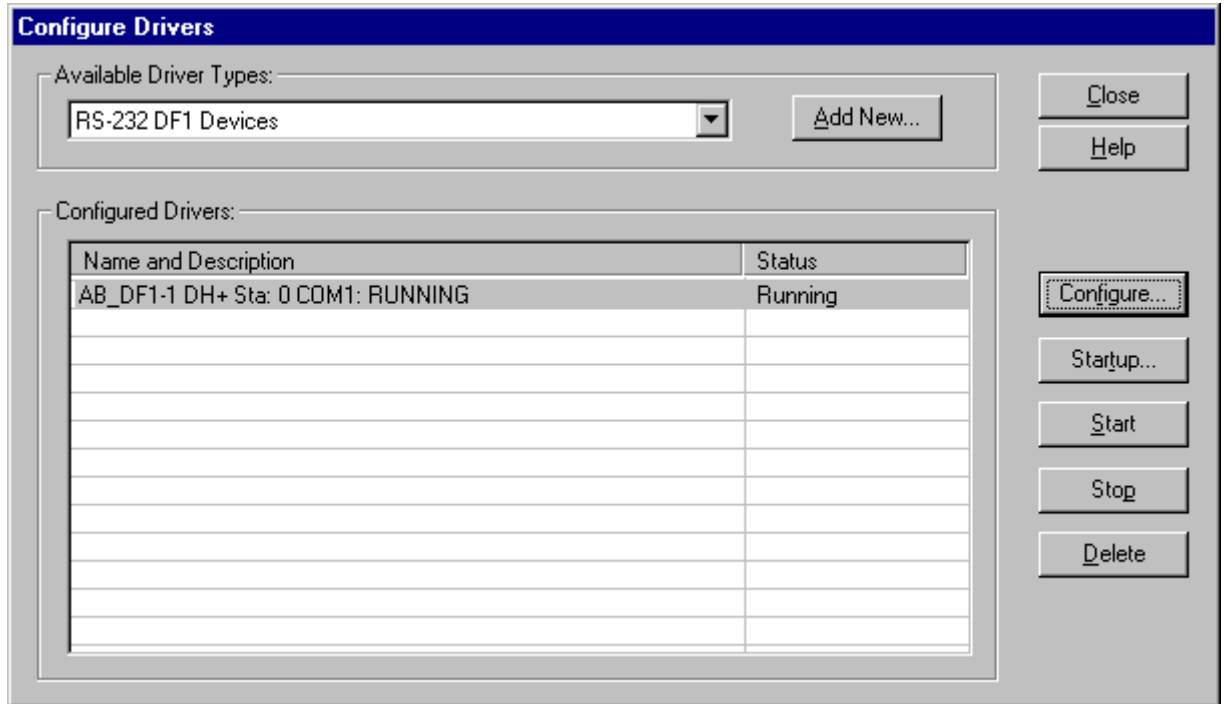 Configure Drivers
Available Driver Types:
RS-232 DF1 Devices
Add New...
Close
Help
Configured Drivers:
Name and Description Status
AB_DF1-1 DH+ Sta: 0 COM1: RUNNING Running
Configure...
Startup...
Start
Stop
Delete